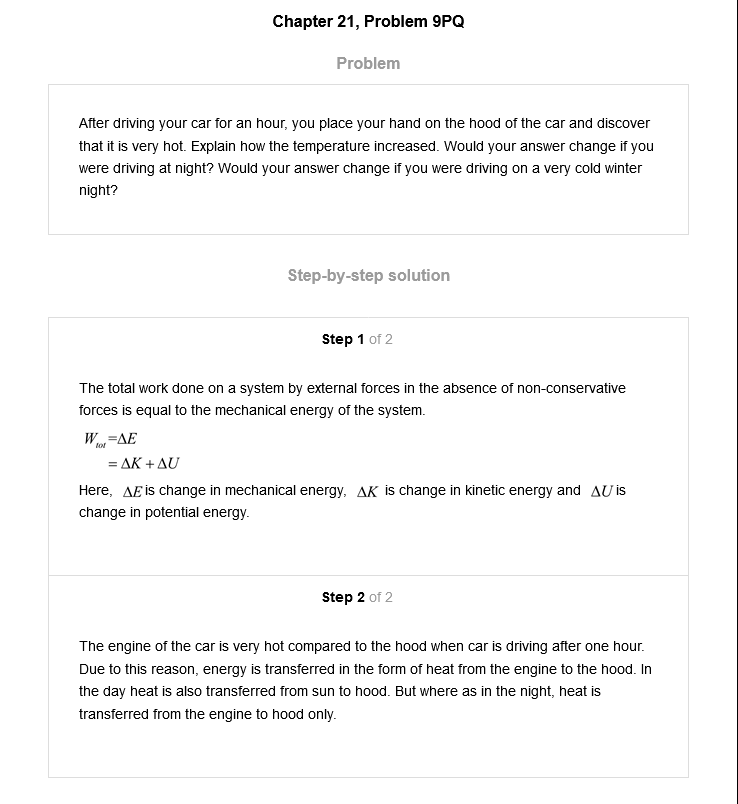 Chapter 21, Problem 9PQ
Problem
After driving your car for an hour, you place your hand on the hood of the car and discover
that it is very hot. Explain how the temperature increased. Would your answer change if you
were driving at night? Would your answer change if you were driving on a very cold winter
night?
Step-by-step solution
Step 1 of 2
The total work done on a system by external forces in the absence of non-conservative
forces is equal to the mechanical energy of the system.
W_tot =ΔE
= ΔK + ΔU
Here, ΔE is change in mechanical energy, ΔK is change in kinetic energy and ΔU is
change in potential energy.
Step 2 of 2
The engine of the car is very hot compared to the hood when car is driving after one hour.
Due to this reason, energy is transferred in the form of heat from the engine to the hood. In
the day heat is also transferred from sun to hood. But where as in the night, heat is
transferred from the engine to hood only.